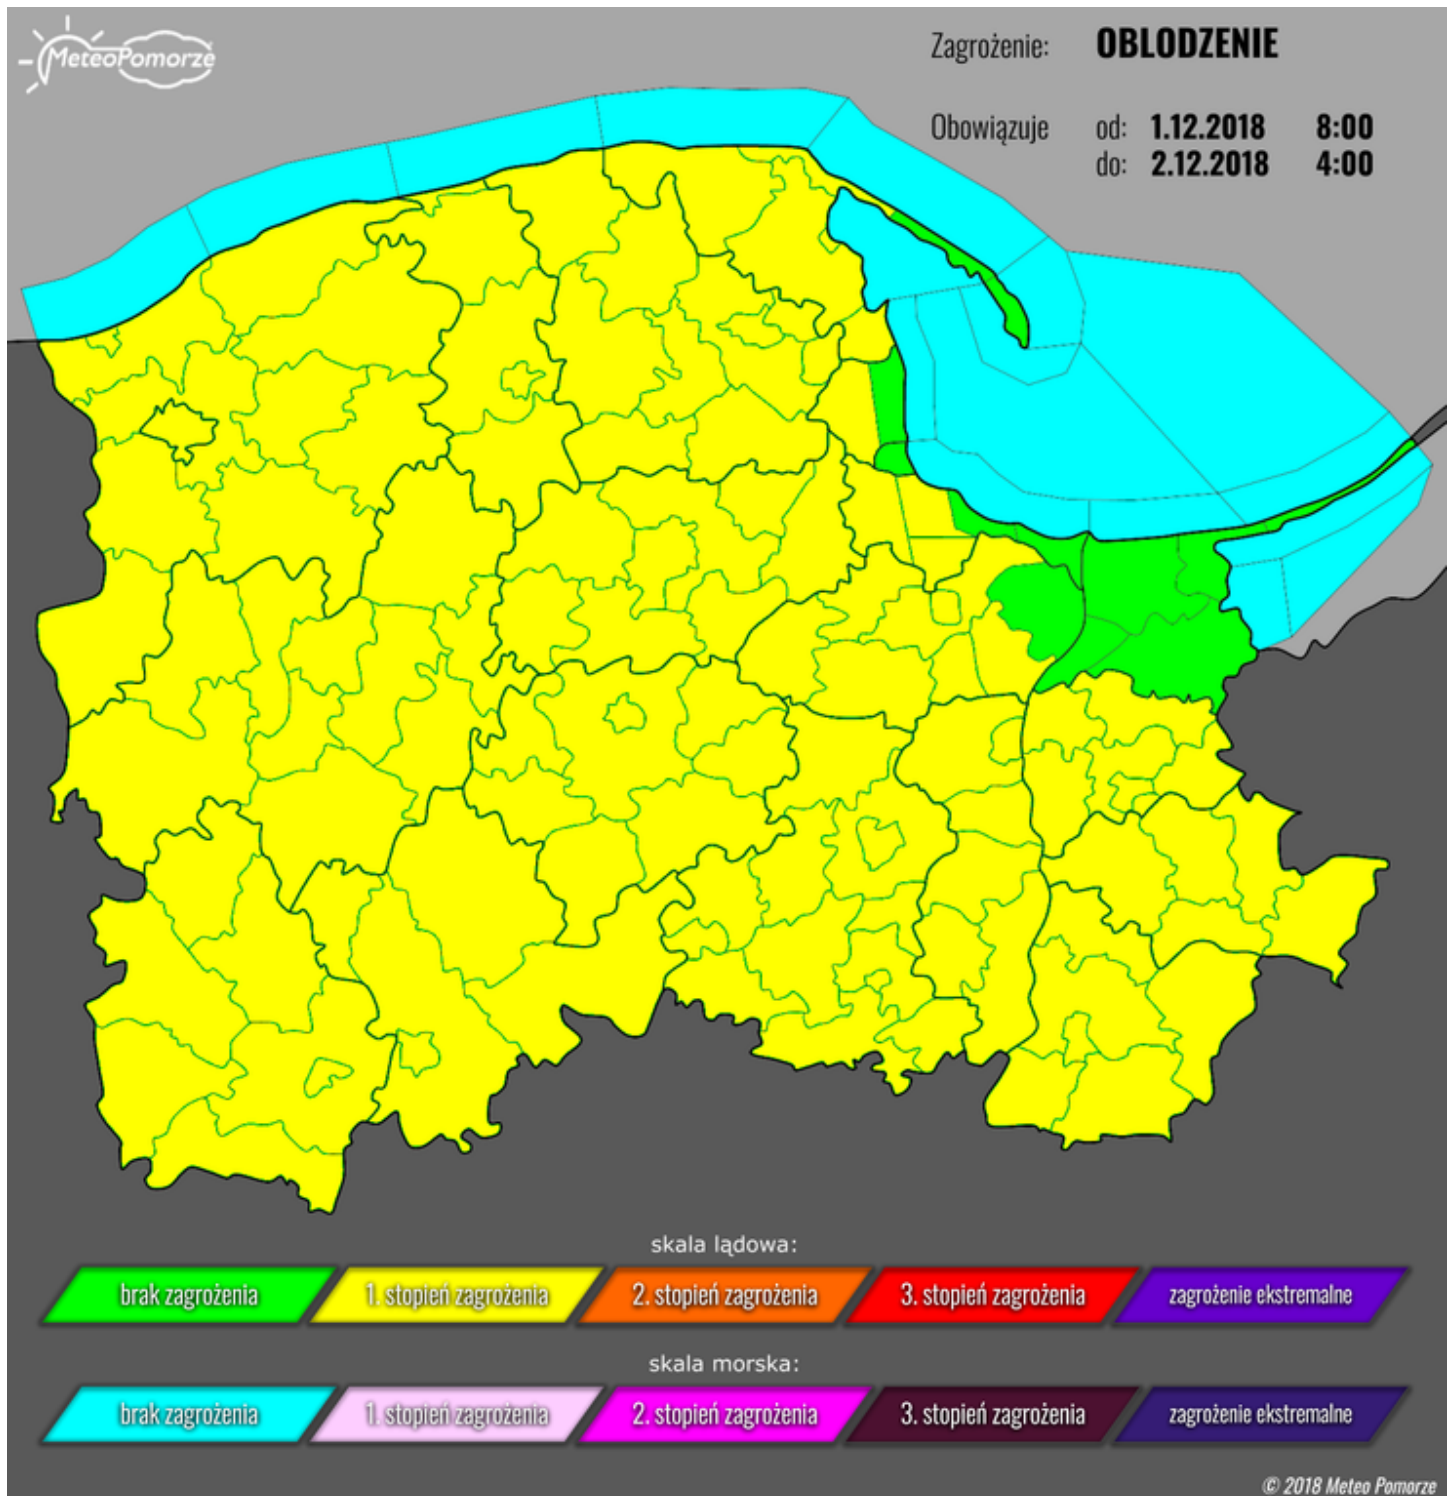 MeteoPomorze
Zagrożenie: OBLODZENIE
Obowiązuje od: 1.12.2018 8:00
do: 2.12.2018 4:00
skala lądowa:
brak zagrożenia 1. stopień zagrożenia 2. stopień zagrożenia 3. stopień zagrożenia zagrożenie ekstremalne
skala morska:
brak zagrożenia 1. stopień zagrożenia 2. stopień zagrożenia 3. stopień zagrożenia zagrożenie ekstremalne
© 2018 Meteo Pomorze